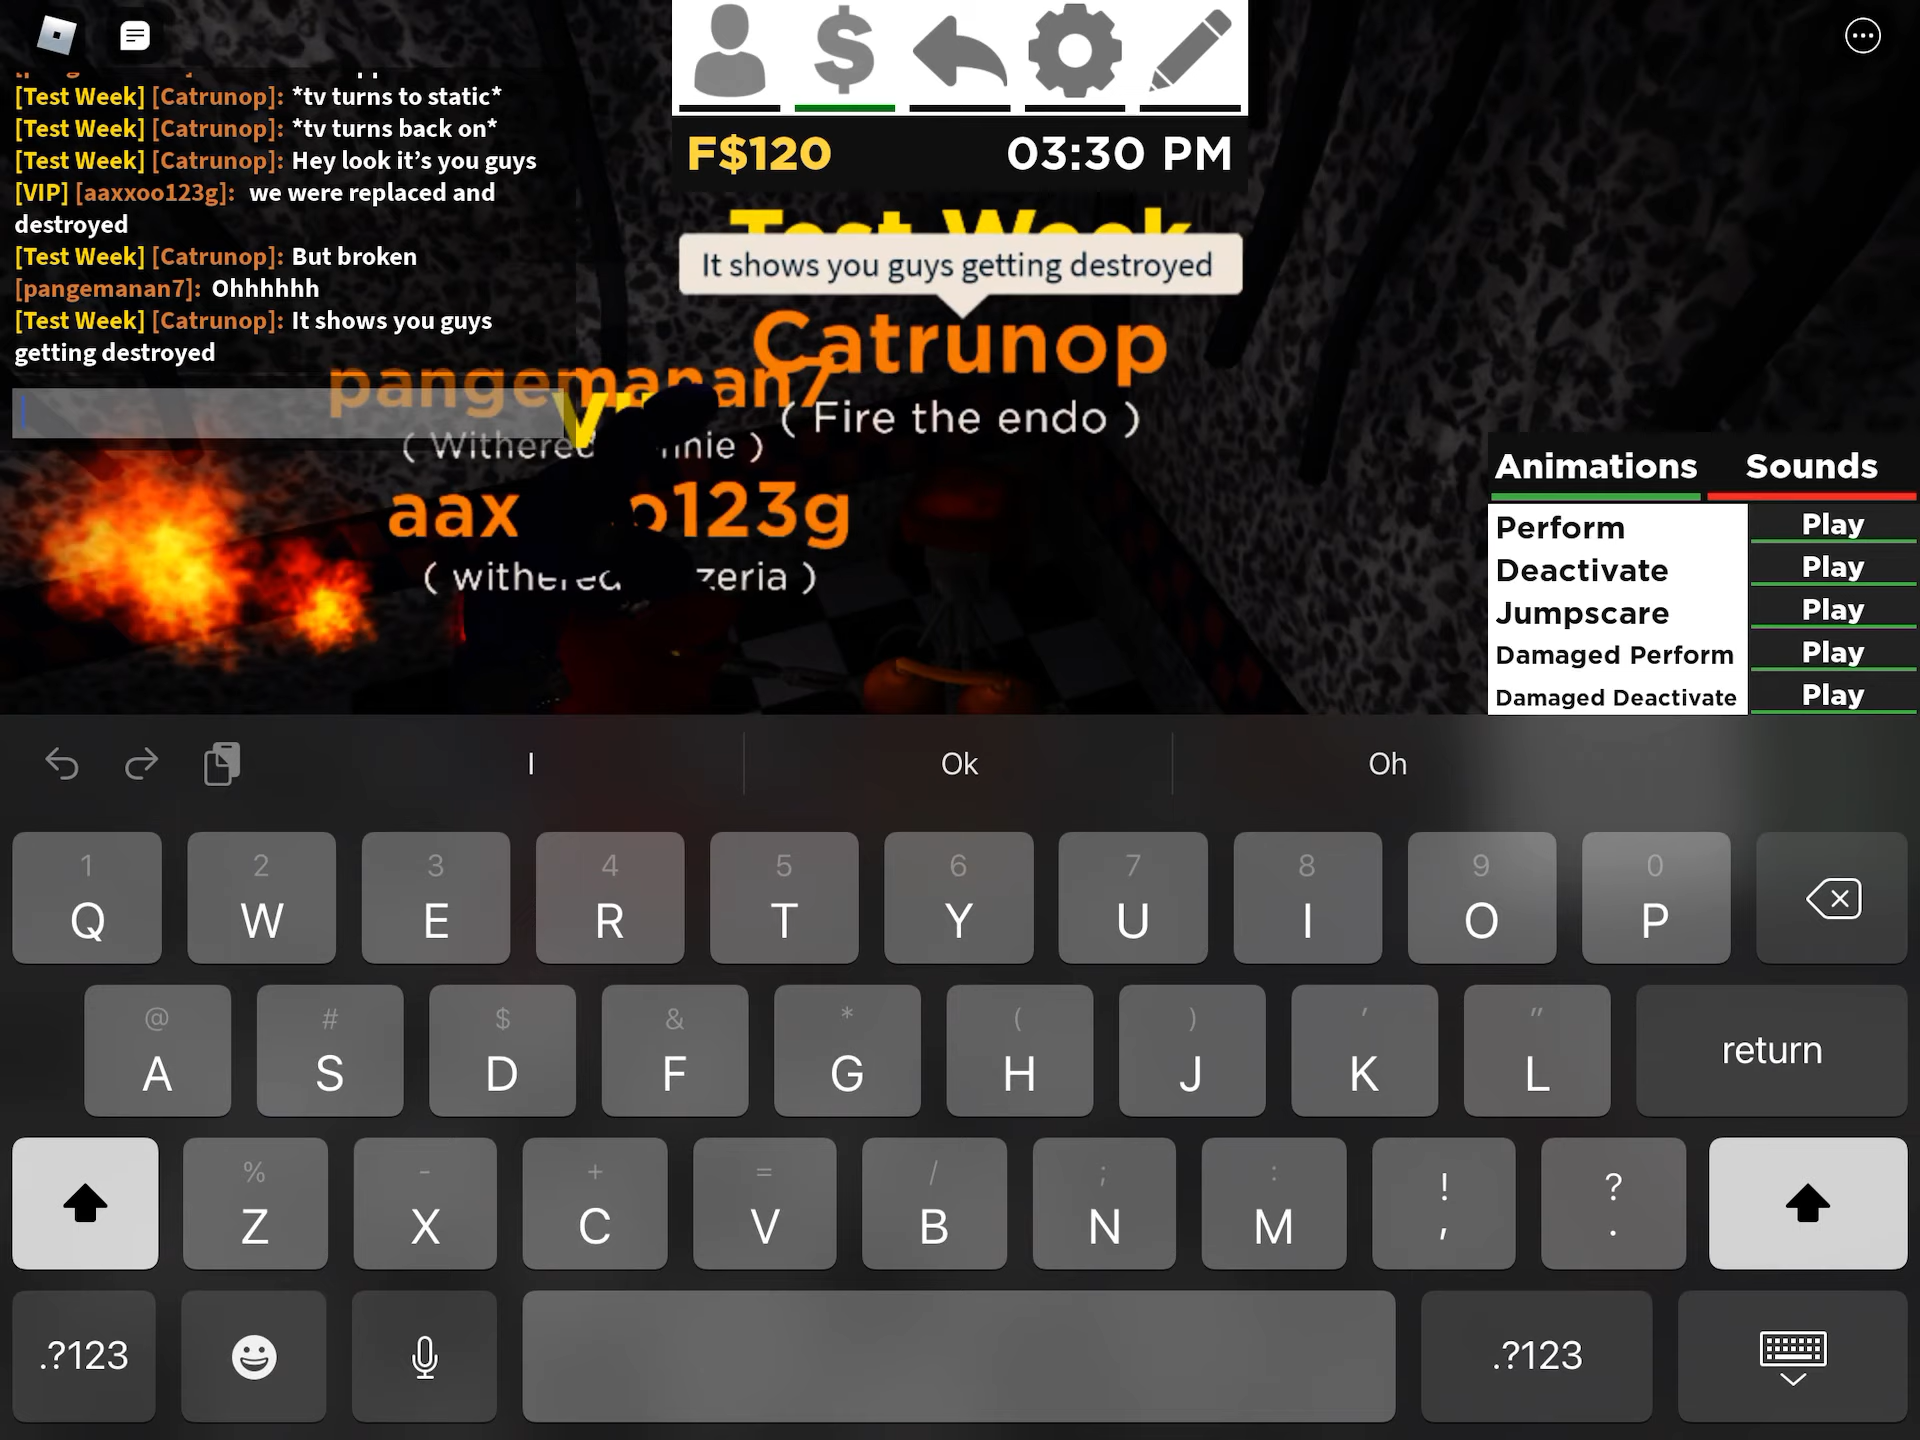 [Test Week] [Catrunop]: *tv turns to static*
[Test Week] [Catrunop]: *tv turns back on*
[Test Week] [Catrunop]: Hey look it's you guys
[VIP] [aaxxoo123g]: we were replaced and
destroyed
[Test Week] [Catrunop]: But broken
[pangemanan7]: Ohhhhhh
[Test Week] [Catrunop]: It shows you guys
getting destroyed
F$120 03:30 PM
Test Week
It shows you guys getting destroyed
Catrunop
( Fire the endo )
pangemanan7
aax o123g
Animations Sounds
Perform Play
Deactivate Play
Jumpscare Play
Damaged Perform Play
Damaged Deactivate Play
I Ok Oh
1 2 3 4 5 6 7 8 9 0
Q W E R T Y U I O P
@ # $ & * ( ) ' "
A S D F G H J K L return
% - + = / ; : ! ?
Z X C V B N M , .
.?123 .?123